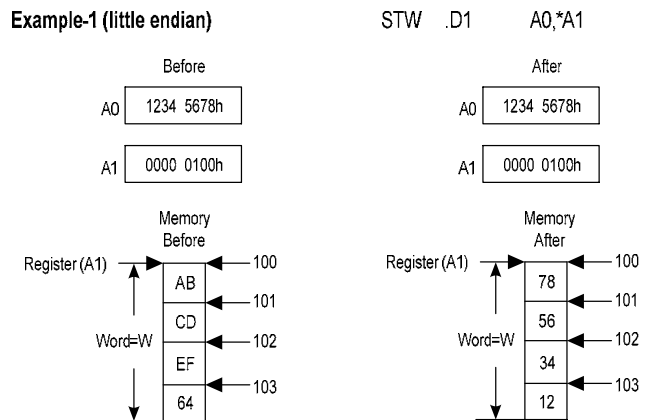 Example-1 (little endian) STW .D1 A0,*A1
Before After
A0 1234 5678h A0 1234 5678h
A1 0000 0100h A1 0000 0100h
Memory Before Memory After
Register (A1) 100 Register (A1) 100
AB 78
101 101
CD 56
Word=W 102 Word=W 102
EF 34
103 103
64 12